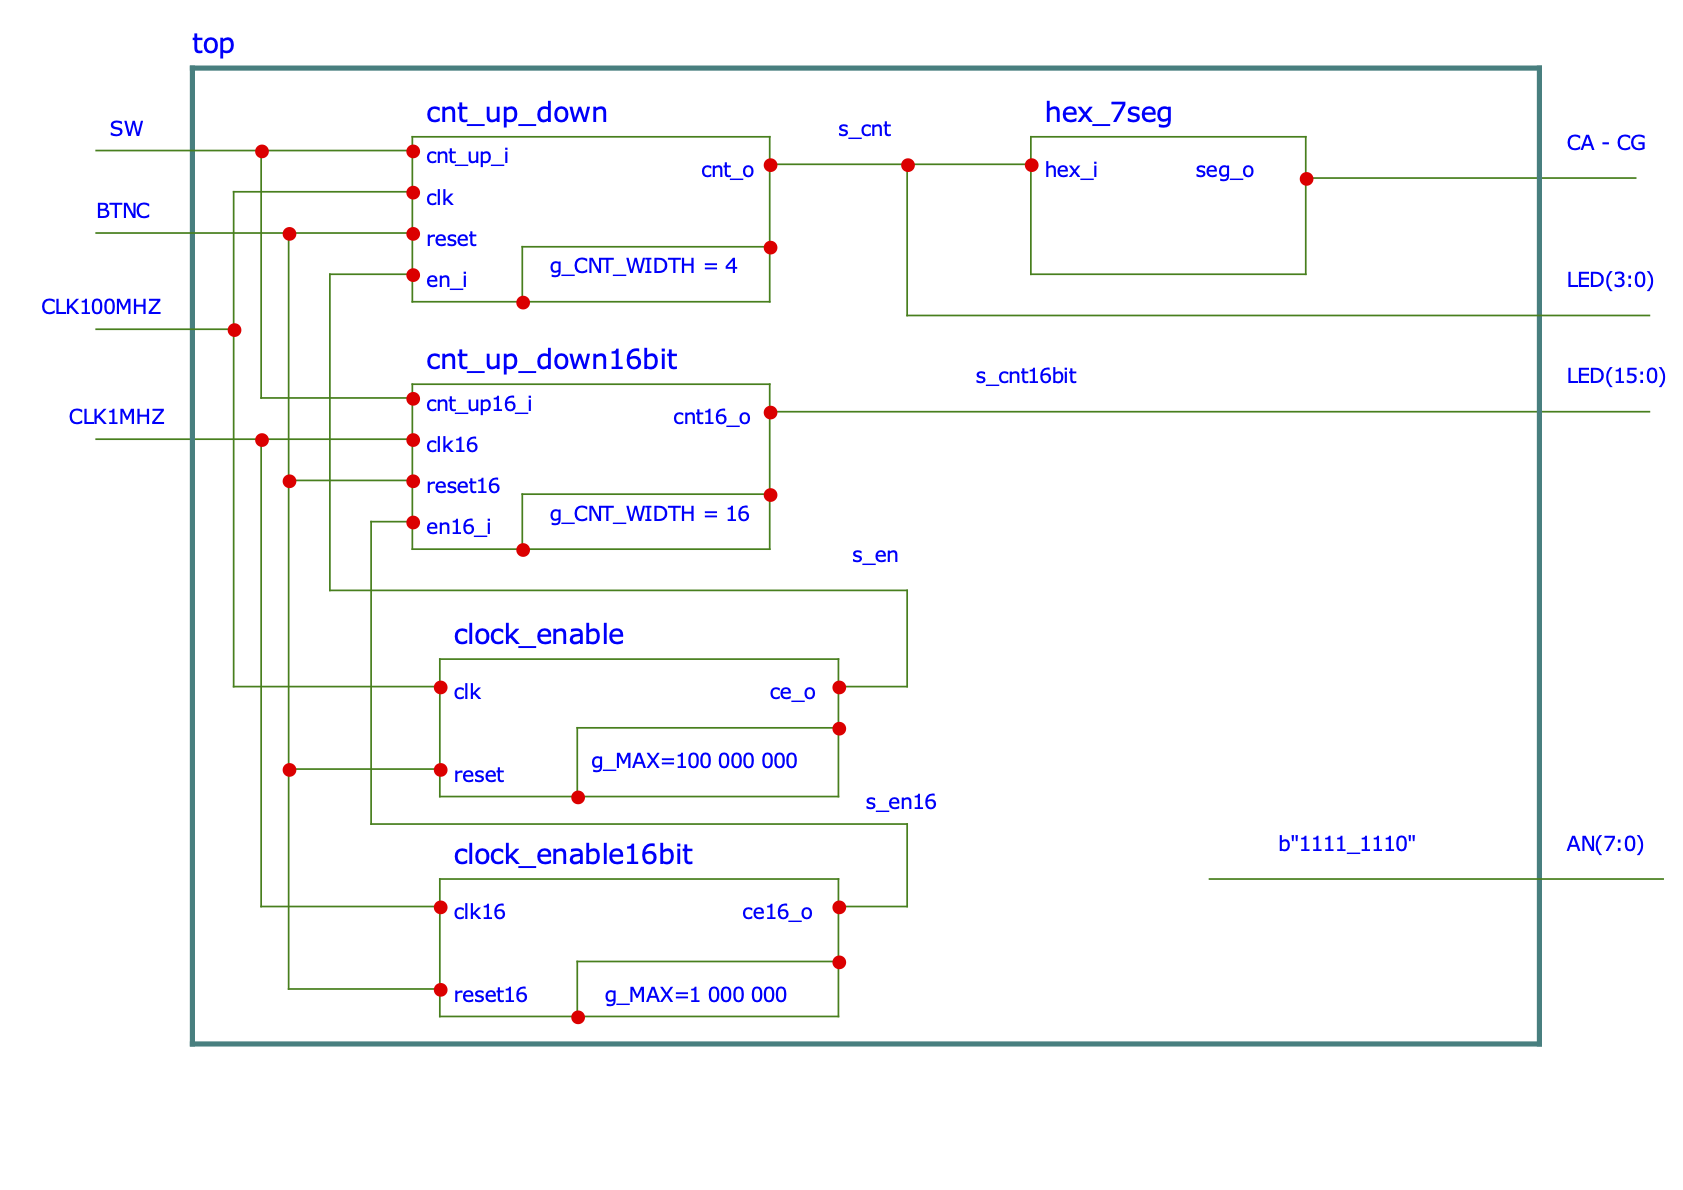 top
cnt_up_down
hex_7seg
SW
s_cnt
CA - CG
cnt_up_i
cnt_o
hex_i
seg_o
clk
BTNC
reset
g_CNT_WIDTH = 4
en_i
LED(3:0)
CLK100MHZ
cnt_up_down16bit
s_cnt16bit
LED(15:0)
cnt_up16_i
CLK1MHZ
cnt16_o
clk16
reset16
g_CNT_WIDTH = 16
en16_i
s_en
clock_enable
clk
ce_o
g_MAX=100 000 000
reset
s_en16
clock_enable16bit
b"1111_1110"
AN(7:0)
clk16
ce16_o
reset16
g_MAX=1 000 000